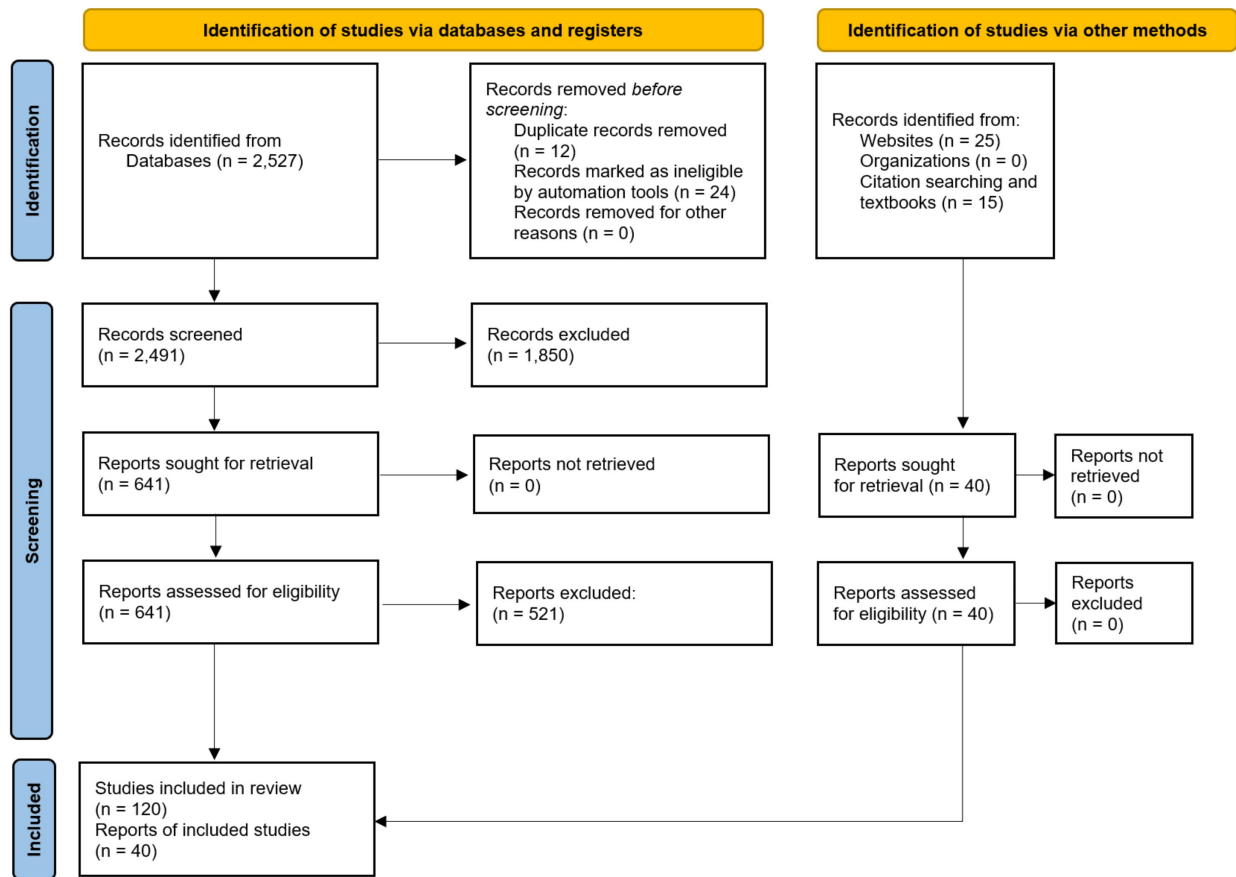 Identification of studies via databases and registers
Identification of studies via other methods
Identification
Records identified from
Databases (n = 2,527)
Records removed before
screening:
Duplicate records removed
(n = 12)
Records marked as ineligible
by automation tools (n = 24)
Records removed for other
reasons (n = 0)
Records identified from:
Websites (n = 25)
Organizations (n = 0)
Citation searching and
textbooks (n = 15)
Screening
Records screened
(n = 2,491)
Records excluded
(n = 1,850)
Reports sought for retrieval
(n = 641)
Reports not retrieved
(n = 0)
Reports sought
for retrieval (n = 40)
Reports not
retrieved
(n = 0)
Reports assessed for eligibility
(n = 641)
Reports excluded:
(n = 521)
Reports assessed
for eligibility (n = 40)
Reports
excluded
(n = 0)
Included
Studies included in review
(n = 120)
Reports of included studies
(n = 40)